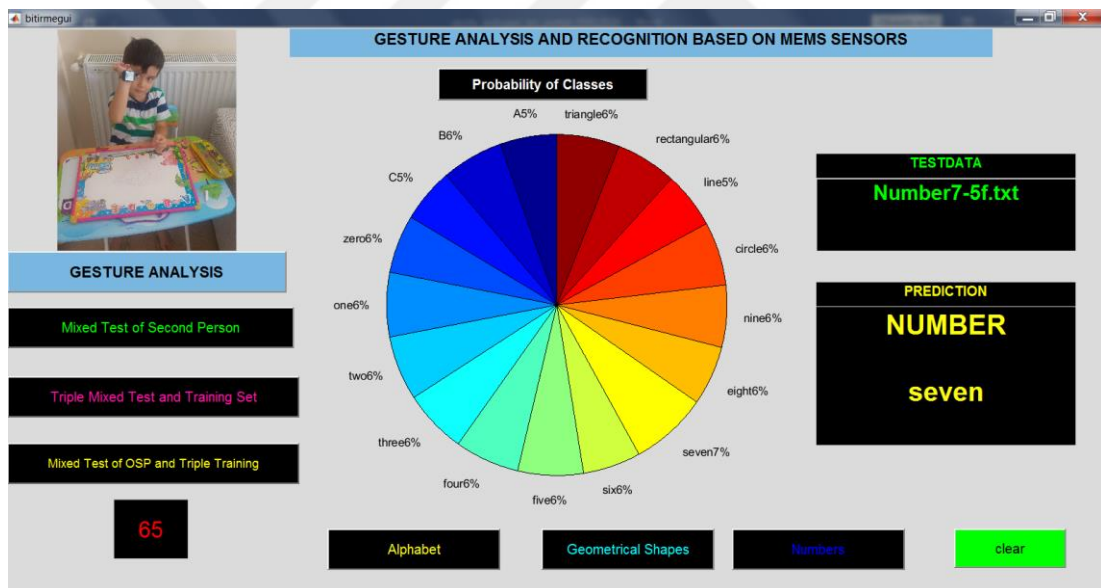 bitirmegui
GESTURE ANALYSIS AND RECOGNITION BASED ON MEMS SENSORS
Probability of Classes
A5%
triangle6%
B6%
rectangular6%
C5%
line5%
zero6%
circle6%
one6%
nine6%
two6%
eight6%
three6%
seven7%
four6%
six6%
five6%
TESTDATA
Number7-5f.txt
PREDICTION
NUMBER
seven
GESTURE ANALYSIS
Mixed Test of Second Person
Triple Mixed Test and Training Set
Mixed Test of OSP and Triple Training
65
Alphabet
Geometrical Shapes
Numbers
clear